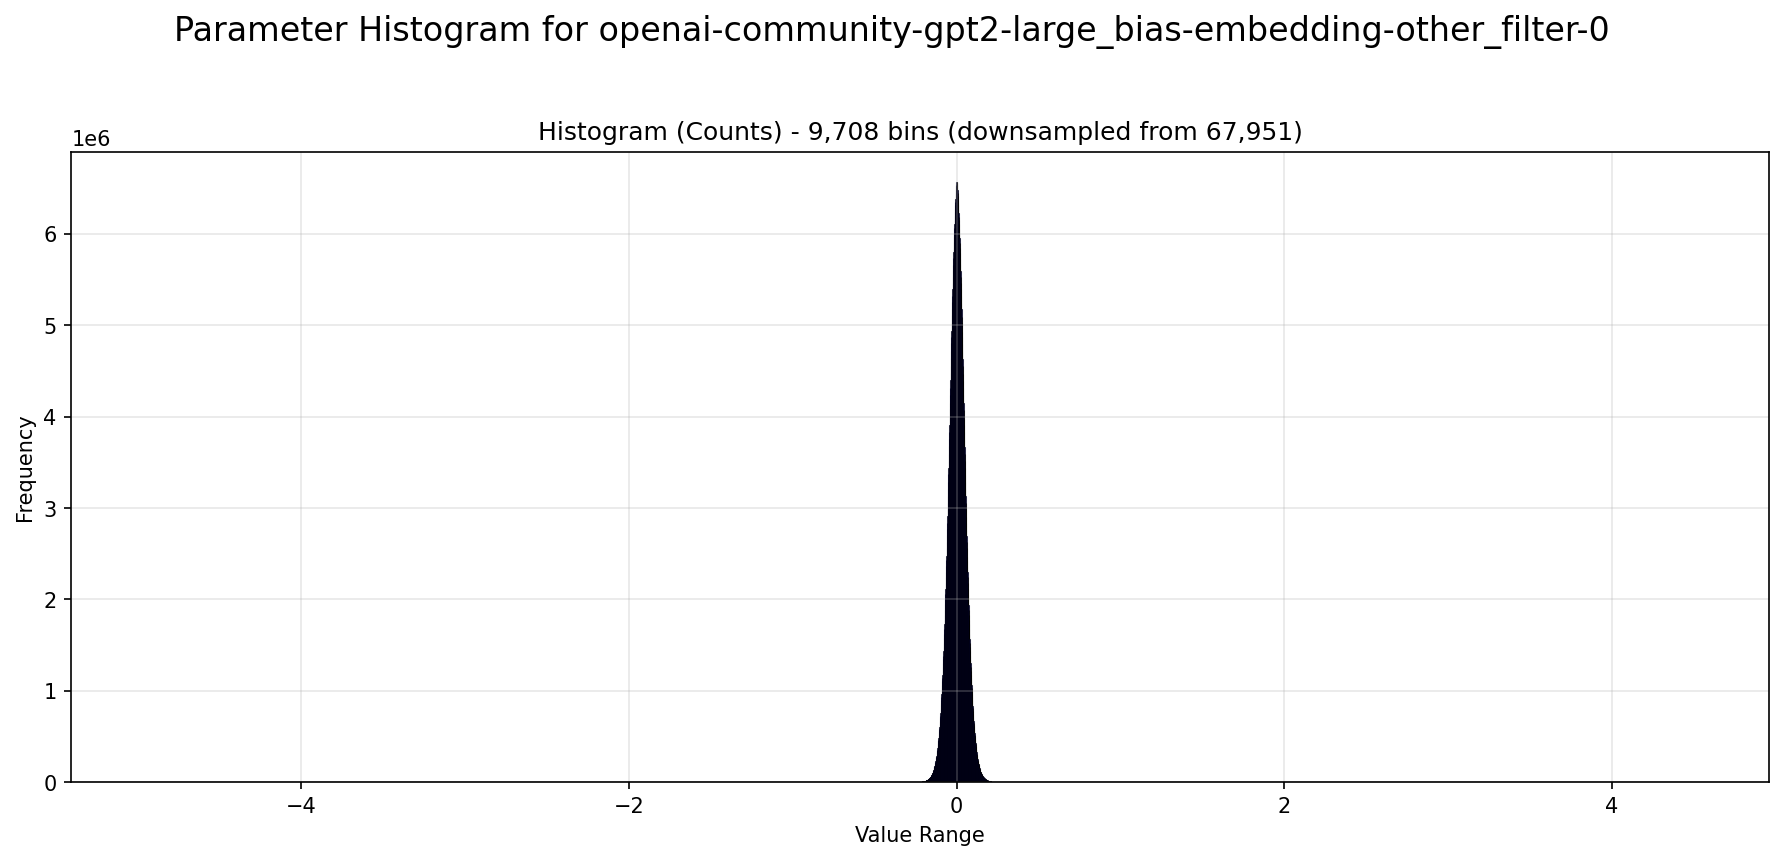 Parameter Histogram for openai-community-gpt2-large_bias-embedding-other_filter-0
Histogram (Counts) - 9,708 bins (downsampled from 67,951)
1e6
6
5
4
3
2
1
0
Frequency
−4
−2
0
2
4
Value Range